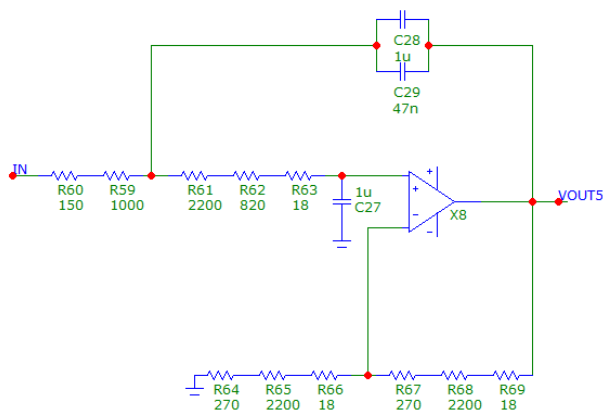 C28
1u
C29
47n
IN
R60
150
R59
1000
R61
2200
R62
820
R63
18
1u
C27
+
+
-
-
X8
VOUT5
R64
270
R65
2200
R66
18
R67
270
R68
2200
R69
18